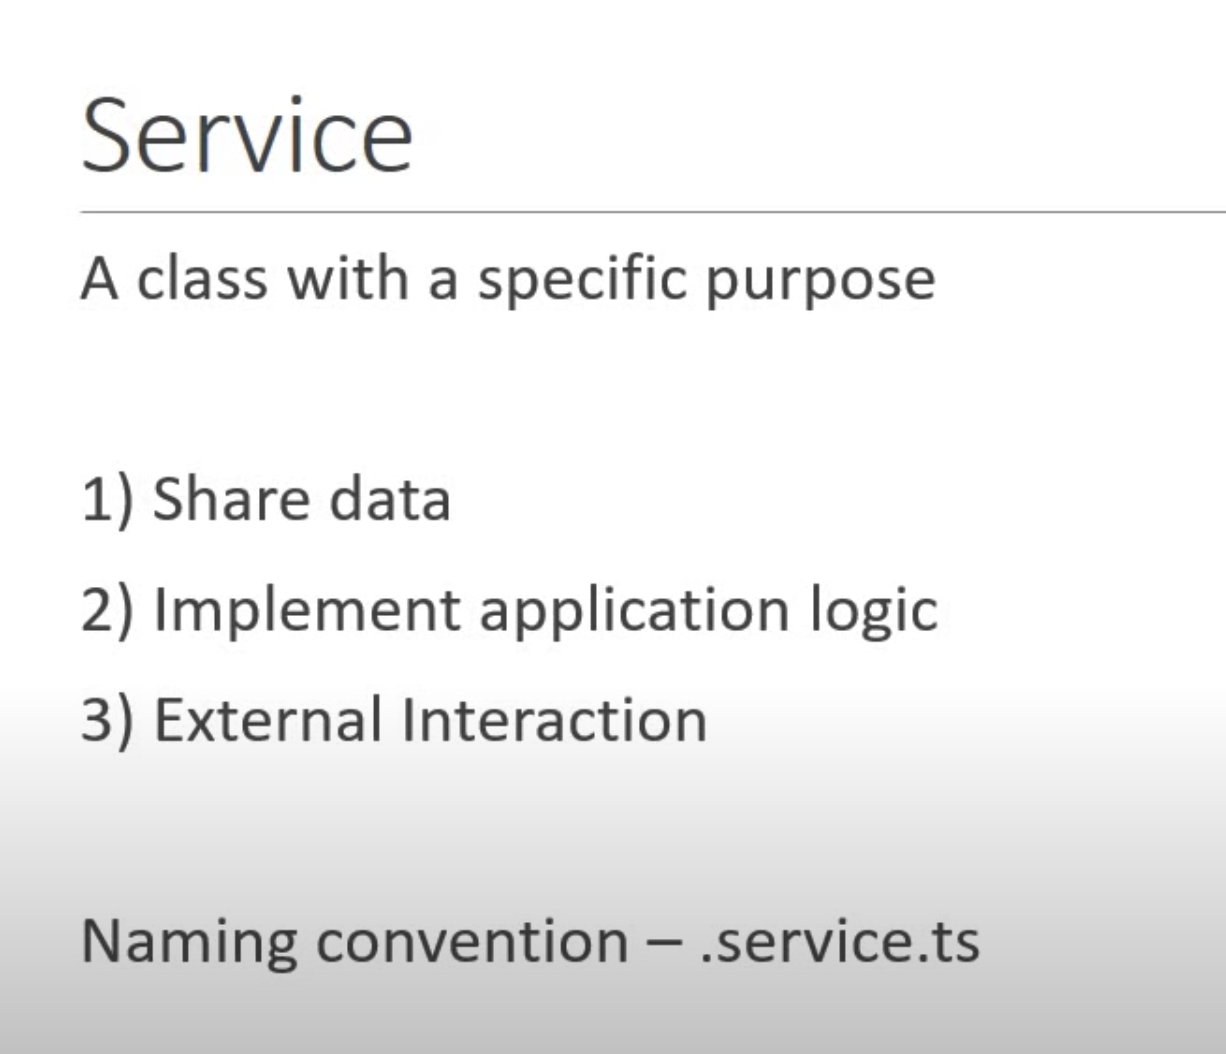 Service
A class with a specific purpose
1) Share data
2) Implement application logic
3) External Interaction
Naming convention – .service.ts